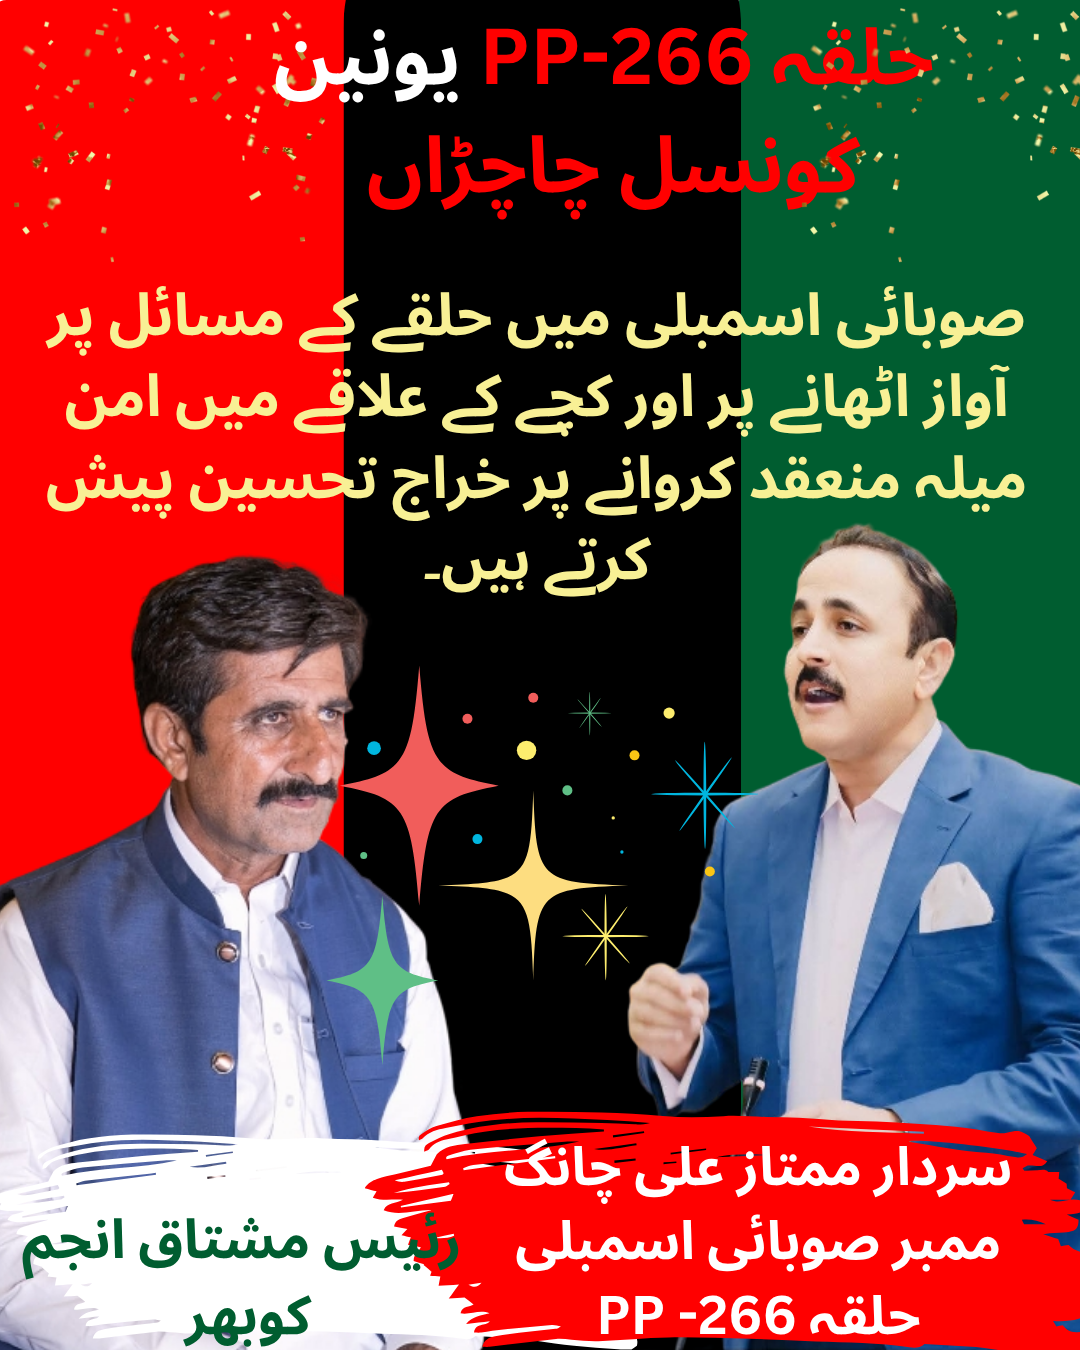 حلقہ PP-266 یونین
کونسل چاچڑاں
صوبائی اسمبلی میں حلقے کے مسائل پر
آواز اٹھانے پر اور کچے کے علاقے میں امن
میلہ منعقد کروانے پر خراج تحسین پیش
کرتے ہیں۔
سردار ممتاز علی چانگ
ممبر صوبائی اسمبلی
حلقہ PP -266
رئیس مشتاق انجم
کوبھر